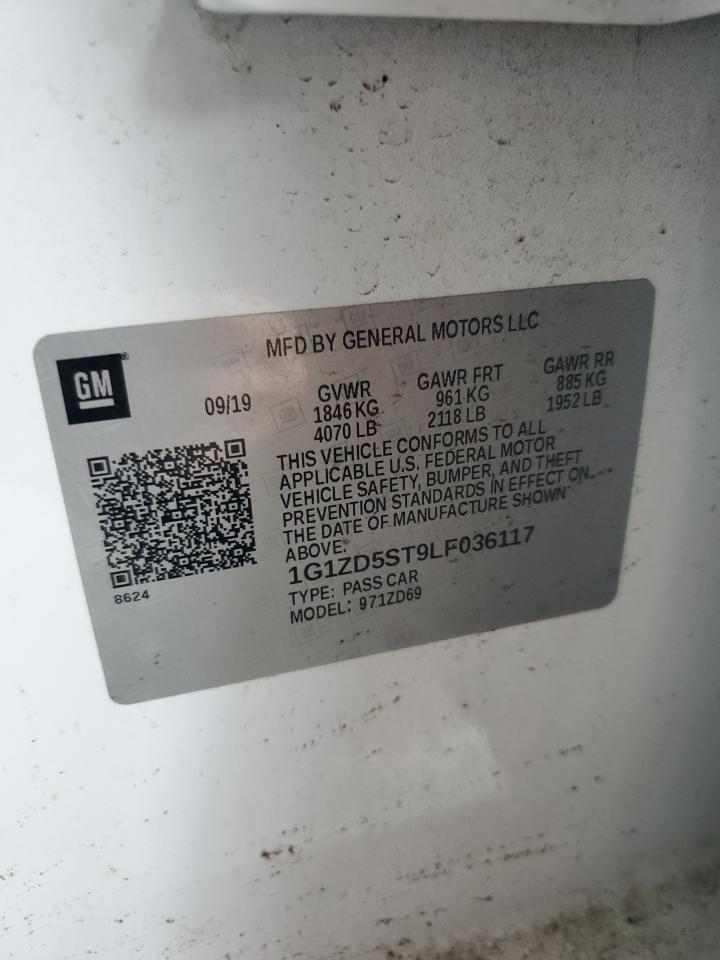 MFD BY GENERAL MOTORS LLC
GM
09/19
GVWR
1846 KG
4070 LB
GAWR FRT
961 KG
2118 LB
GAWR RR
885 KG
1952 LB
THIS VEHICLE CONFORMS TO ALL
APPLICABLE U.S. FEDERAL MOTOR
VEHICLE SAFETY, BUMPER, AND THEFT
PREVENTION STANDARDS IN EFFECT ON
THE DATE OF MANUFACTURE SHOWN
ABOVE.
1G1ZD5ST9LF036117
TYPE: PASS CAR
MODEL: 971ZD69
8624